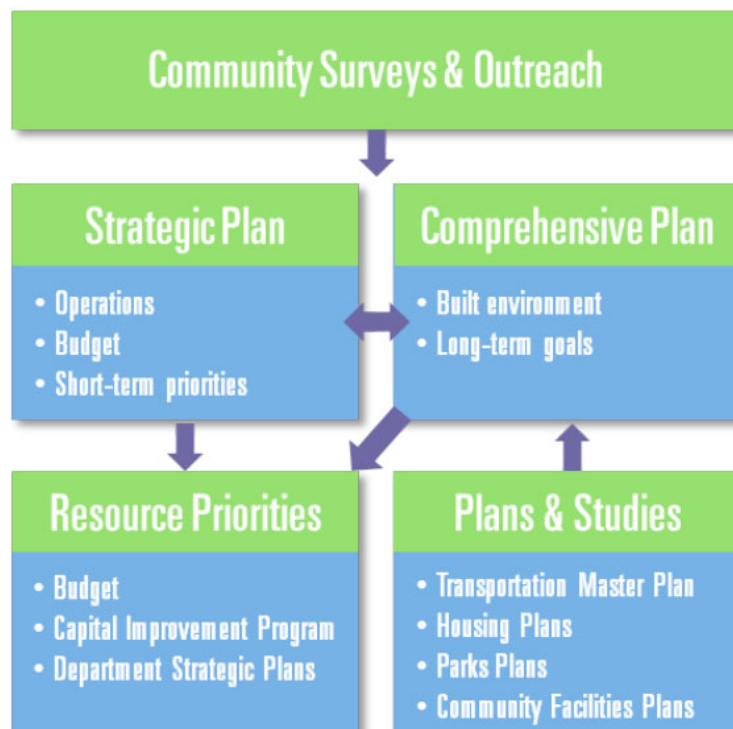 Community Surveys & Outreach
Strategic Plan
• Operations
• Budget
• Short-term priorities
Comprehensive Plan
• Built environment
• Long-term goals
Resource Priorities
• Budget
• Capital Improvement Program
• Department Strategic Plans
Plans & Studies
• Transportation Master Plan
• Housing Plans
• Parks Plans
• Community Facilities Plans